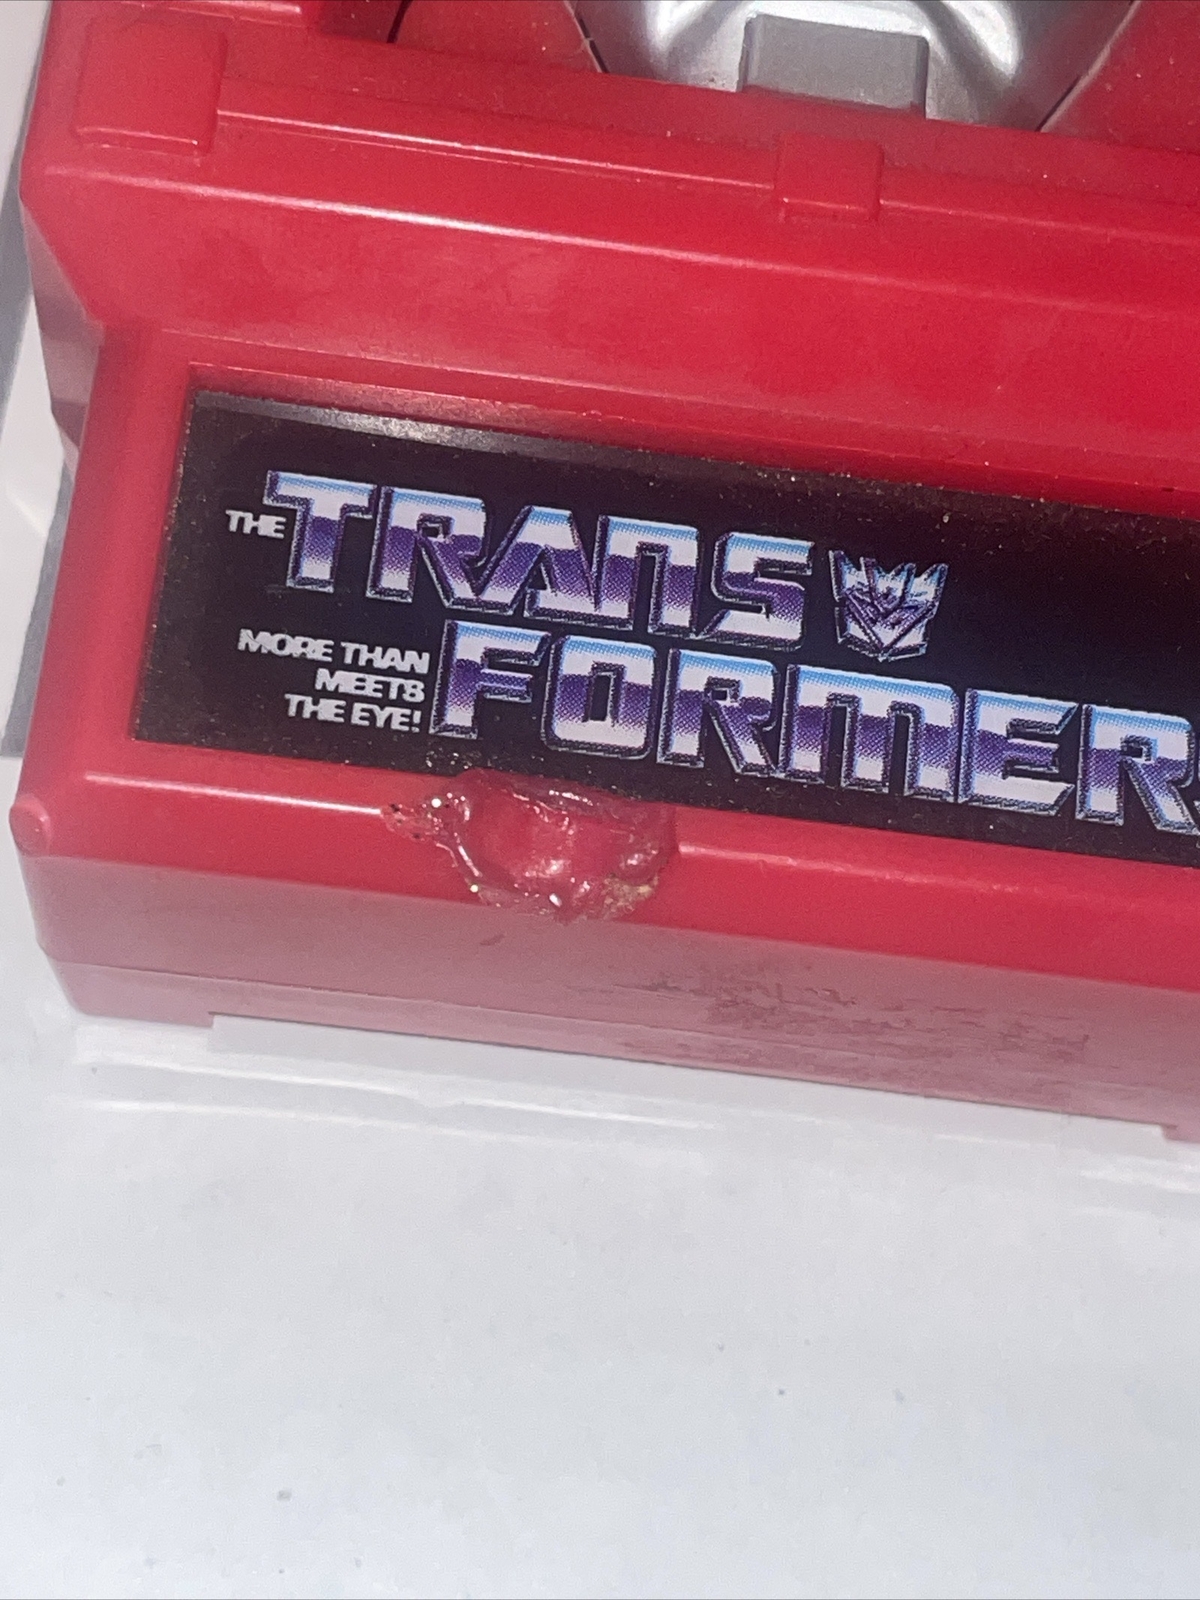 THE TRANS
MORE THAN
MEETS
THE EYE!
FORMER